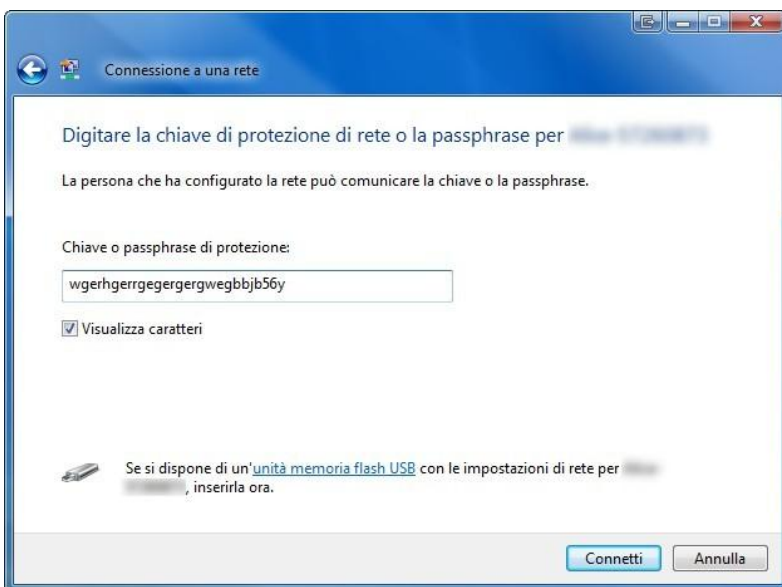 Connessione a una rete
Digitare la chiave di protezione di rete o la passphrase per
La persona che ha configurato la rete può comunicare la chiave o la passphrase.
Chiave o passphrase di protezione:
wgerhgerrgegergergwegbbjb56y
Visualizza caratteri
Se si dispone di un'unità memoria flash USB con le impostazioni di rete per
, inserirla ora.
Connetti
Annulla